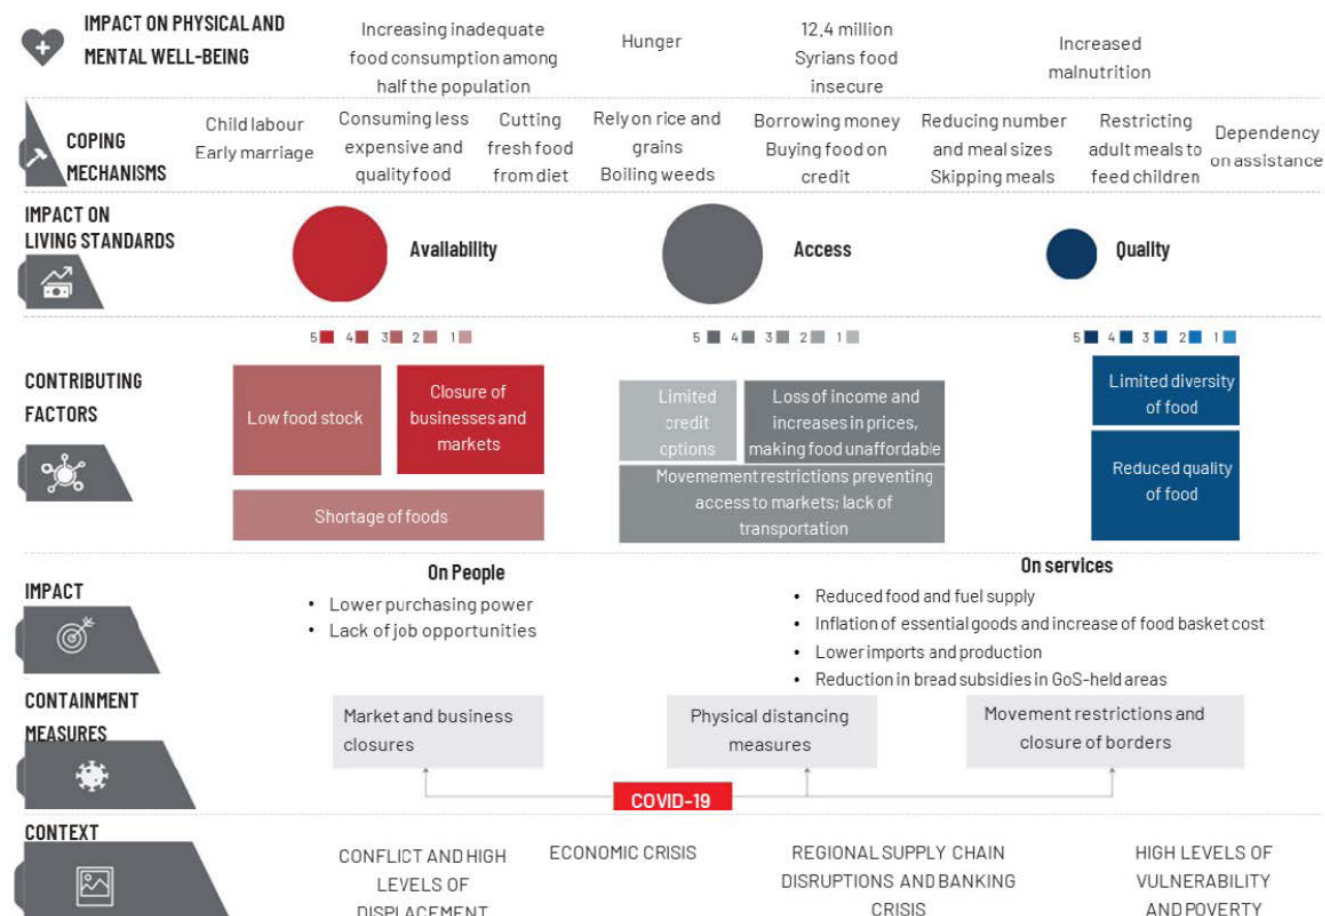 IMPACT ON PHYSICAL AND
MENTAL WELL-BEING
Increasing inadequate
food consumption among
half the population
Hunger
12.4 million
Syrians food
insecure
Increased
malnutrition
COPING
MECHANISMS
Child labour
Early marriage
Consuming less
expensive and
quality food
Cutting
fresh food
from diet
Rely on rice and
grains
Boiling weeds
Borrowing money
Buying food on
credit
Reducing number
and meal sizes
Skipping meals
Restricting
adult meals to
feed children
Dependency
on assistance
IMPACT ON
LIVING STANDARDS
Availability
Access
Quality
5 4 3 2 1
5 4 3 2 1
5 4 3 2 1
CONTRIBUTING
FACTORS
Low food stock
Closure of
businesses and
markets
Shortage of foods
Limited
credit
options
Loss of income and
increases in prices,
making food unaffordable
Movemement restrictions preventing
access to markets; lack of
transportation
Limited diversity
of food
Reduced quality
of food
IMPACT
On People
• Lower purchasing power
• Lack of job opportunities
On services
• Reduced food and fuel supply
• Inflation of essential goods and increase of food basket cost
• Lower imports and production
• Reduction in bread subsidies in GoS-held areas
CONTAINMENT
MEASURES
Market and business
closures
Physical distancing
measures
Movement restrictions and
closure of borders
COVID-19
CONTEXT
CONFLICT AND HIGH
LEVELS OF
DISPLACEMENT
ECONOMIC CRISIS
REGIONAL SUPPLY CHAIN
DISRUPTIONS AND BANKING
CRISIS
HIGH LEVELS OF
VULNERABILITY
AND POVERTY